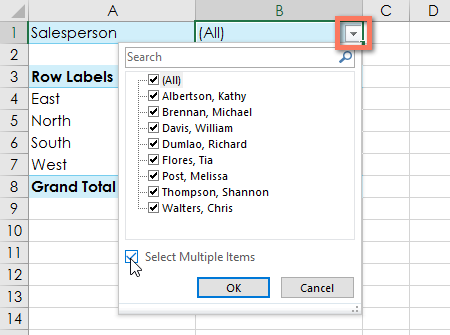 A B C D
1 Salesperson (All)
2 Search
3 Row Labels (All)
4 East Albertson, Kathy
Brennan, Michael
5 North Davis, William
6 South Dumlao, Richard
Flores, Tia
7 West Post, Melissa
8 Grand Total Thompson, Shannon
9 Walters, Chris
10
11 Select Multiple Items
12
13 OK Cancel
14